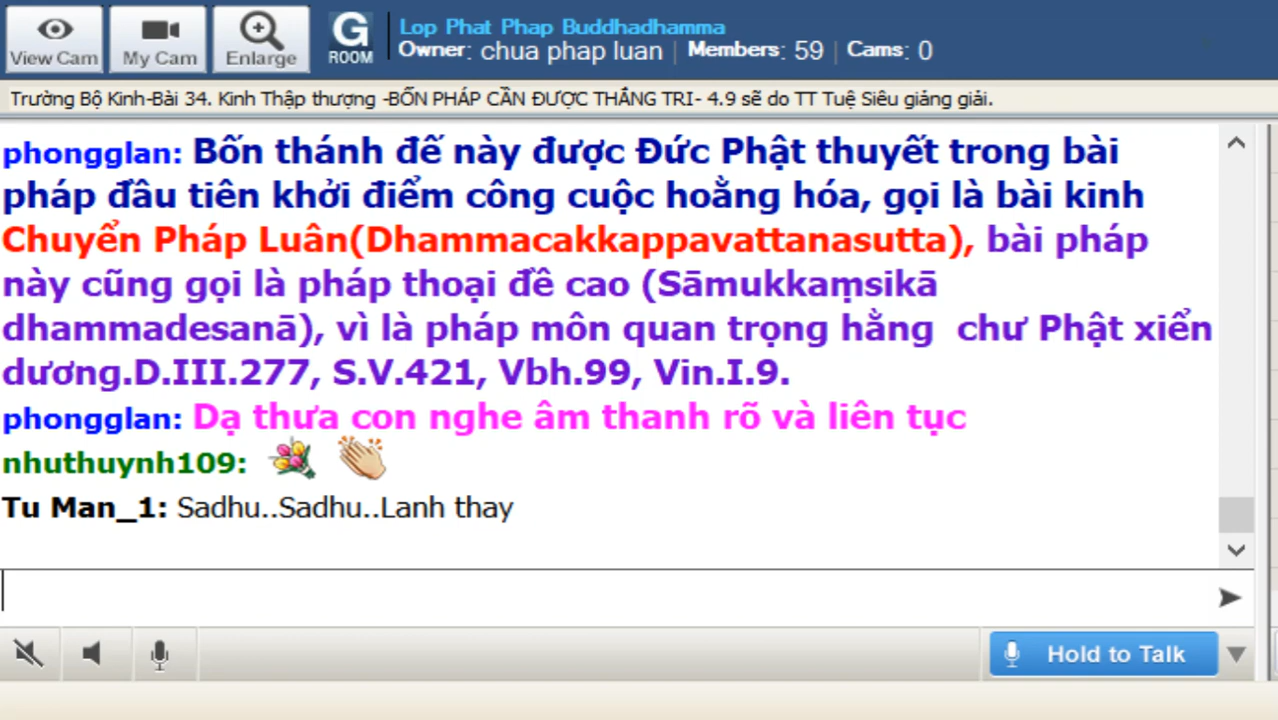 View Cam
My Cam
Enlarge
G
ROOM
Lop Phat Phap Buddhadhamma
Owner: chua phap luan | Members: 59 | Cams: 0
Trường Bộ Kinh-Bài 34. Kinh Thập thượng -BỐN PHÁP CẦN ĐƯỢC THẮNG TRI- 4.9 sẽ do TT Tuệ Siêu giảng giải.
phongglan: Bốn thánh đế này được Đức Phật thuyết trong bài
pháp đầu tiên khởi điểm công cuộc hoằng hóa, gọi là bài kinh
Chuyển Pháp Luân(Dhammacakkappavattanasutta), bài pháp
này cũng gọi là pháp thoại đề cao (Sāmukkaṃsikā
dhammadesanā), vì là pháp môn quan trọng hằng  chư Phật xiển
dương.D.III.277, S.V.421, Vbh.99, Vin.I.9.
phongglan: Dạ thưa con nghe âm thanh rõ và liên tục
nhuthuynh109:
Tu Man_1: Sadhu..Sadhu..Lanh thay
Hold to Talk